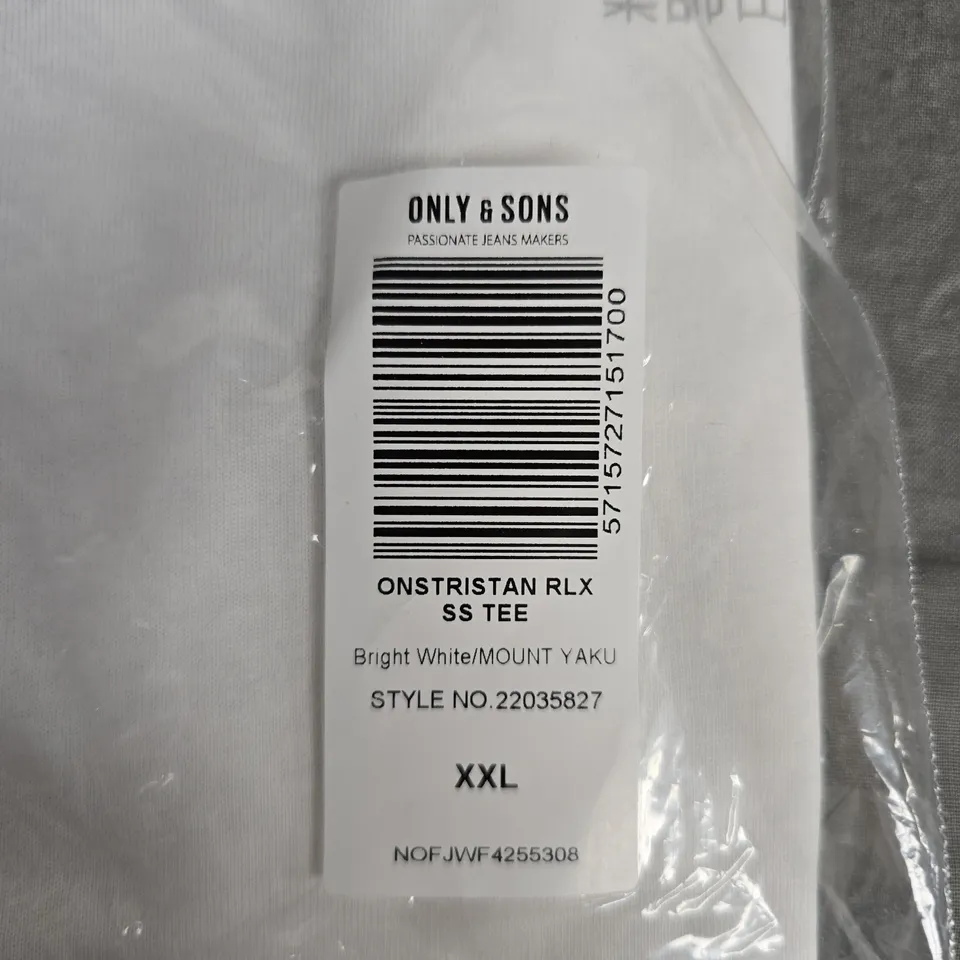 ONLY & SONS
PASSIONATE JEANS MAKERS
5715727151700
ONSTRISTAN RLX
SS TEE
Bright White/MOUNT YAKU
STYLE NO.22035827
XXL
NOFJWF4255308